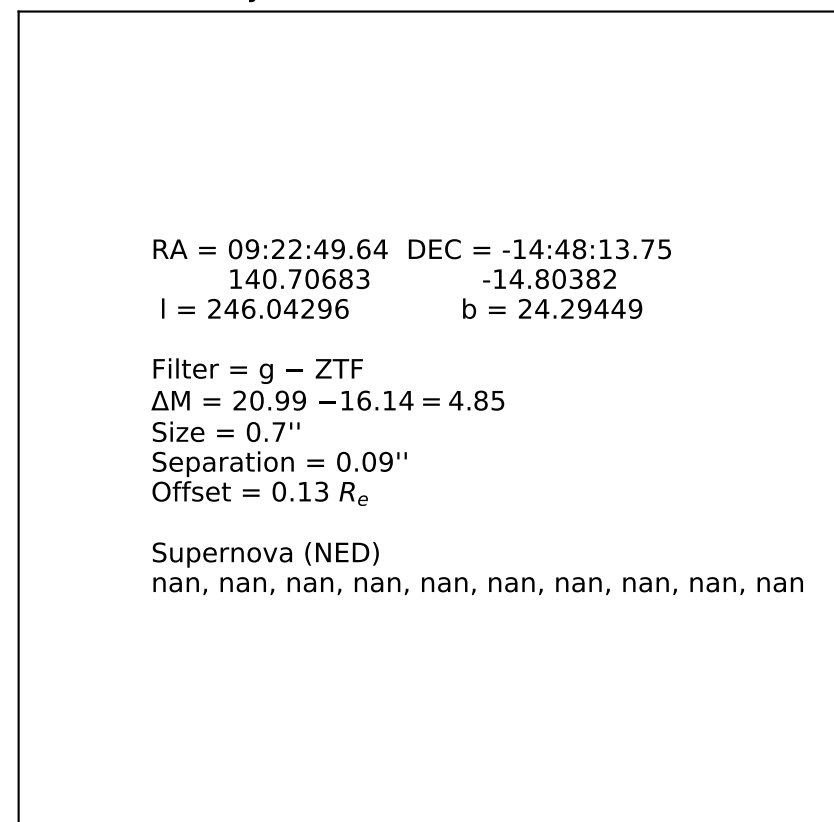 RA = 09:22:49.64 DEC = -14:48:13.75
140.70683 -14.80382
l = 246.04296 b = 24.29449
Filter = g − ZTF
ΔM = 20.99 −16.14 = 4.85
Size = 0.7''
Separation = 0.09''
Offset = 0.13 Rₑ
Supernova (NED)
nan, nan, nan, nan, nan, nan, nan, nan, nan, nan